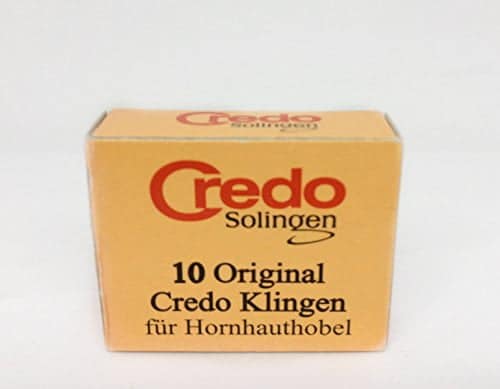 Credo
Solingen
Credo
Solingen
10 Original
Credo Klingen
für Hornhauthobel